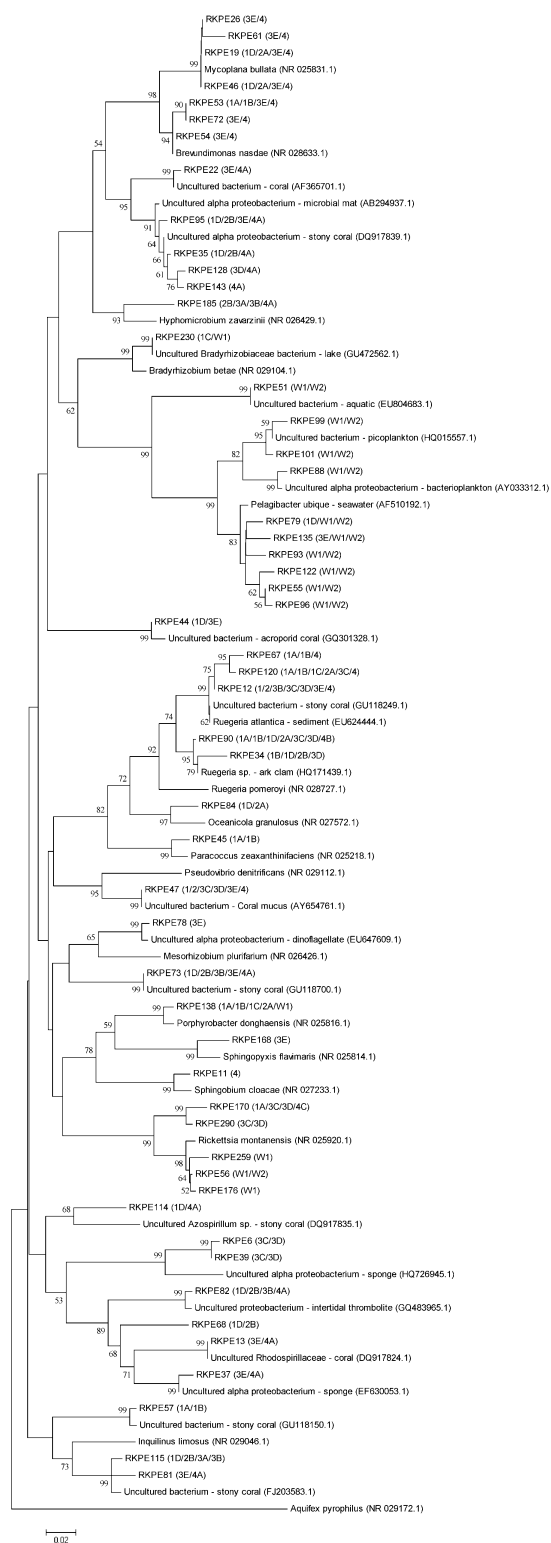 RKPE26 (3E/4)
RKPE61 (3E/4)
RKPE19 (1D/2A/3E/4)
99
Mycoplana bullata (NR 025831.1)
RKPE46 (1D/2A/3E/4)
98
90
RKPE53 (1A/1B/3E/4)
RKPE72 (3E/4)
94
RKPE54 (3E/4)
54
Brevundimonas nasdae (NR 028633.1)
99
RKPE22 (3E/4A)
Uncultured bacterium - coral (AF365701.1)
95
Uncultured alpha proteobacterium - microbial mat (AB294937.1)
91
RKPE95 (1D/2B/3E/4A)
64
Uncultured alpha proteobacterium - stony coral (DQ917839.1)
66
RKPE35 (1D/2B/4A)
61
RKPE128 (3D/4A)
76
RKPE143 (4A)
RKPE185 (2B/3A/3B/4A)
93
Hyphomicrobium zavarzinii (NR 026429.1)
99
RKPE230 (1C/W1)
99
Uncultured Bradyrhizobiaceae bacterium - lake (GU472562.1)
Bradyrhizobium betae (NR 029104.1)
62
99
RKPE51 (W1/W2)
Uncultured bacterium - aquatic (EU804683.1)
59
RKPE99 (W1/W2)
95
Uncultured bacterium - picoplankton (HQ015557.1)
99
82
RKPE101 (W1/W2)
RKPE88 (W1/W2)
99
Uncultured alpha proteobacterium - bacterioplankton (AY033312.1)
99
Pelagibacter ubique - seawater (AF510192.1)
RKPE79 (1D/W1/W2)
83
RKPE135 (3E/W1/W2)
RKPE93 (W1/W2)
RKPE122 (W1/W2)
62
RKPE55 (W1/W2)
56
RKPE96 (W1/W2)
RKPE44 (1D/3E)
99
Uncultured bacterium - acroporid coral (GQ301328.1)
95
RKPE67 (1A/1B/4)
75
RKPE120 (1A/1B/1C/2A/3C/4)
99
RKPE12 (1/2/3B/3C/3D/3E/4)
Uncultured bacterium - stony coral (GU118249.1)
74
62
Ruegeria atlantica - sediment (EU624444.1)
RKPE90 (1A/1B/1D/2A/3C/3D/4B)
92
95
RKPE34 (1B/1D/2B/3D)
79
Ruegeria sp. - ark clam (HQ171439.1)
72
Ruegeria pomeroyi (NR 028727.1)
RKPE84 (1D/2A)
82
97
Oceanicola granulosus (NR 027572.1)
RKPE45 (1A/1B)
99
Paracoccus zeaxanthinifaciens (NR 025218.1)
Pseudovibrio denitrificans (NR 029112.1)
95
RKPE47 (1/2/3C/3D/3E/4)
99
Uncultured bacterium - Coral mucus (AY654761.1)
99
RKPE78 (3E)
65
Uncultured alpha proteobacterium - dinoflagellate (EU647609.1)
Mesorhizobium plurifarium (NR 026426.1)
RKPE73 (1D/2B/3B/3E/4A)
99
Uncultured bacterium - stony coral (GU118700.1)
99
RKPE138 (1A/1B/1C/2A/W1)
59
Porphyrobacter donghaensis (NR 025816.1)
78
RKPE168 (3E)
99
Sphingopyxis flavimaris (NR 025814.1)
RKPE11 (4)
99
Sphingobium cloacae (NR 027233.1)
99
RKPE170 (1A/3C/3D/4C)
99
RKPE290 (3C/3D)
Rickettsia montanensis (NR 025920.1)
98
RKPE259 (W1)
64
RKPE56 (W1/W2)
52
RKPE176 (W1)
68
RKPE114 (1D/4A)
Uncultured Azospirillum sp. - stony coral (DQ917835.1)
99
RKPE6 (3C/3D)
99
RKPE39 (3C/3D)
Uncultured alpha proteobacterium - sponge (HQ726945.1)
53
99
RKPE82 (1D/2B/3B/4A)
Uncultured proteobacterium - intertidal thrombolite (GQ483965.1)
89
RKPE68 (1D/2B)
68
99
RKPE13 (3E/4A)
Uncultured Rhodospirillaceae - coral (DQ917824.1)
71
RKPE37 (3E/4A)
99
Uncultured alpha proteobacterium - sponge (EF630053.1)
99
RKPE57 (1A/1B)
Uncultured bacterium - stony coral (GU118150.1)
Inquilinus limosus (NR 029046.1)
73
RKPE115 (1D/2B/3A/3B)
RKPE81 (3E/4A)
99
Uncultured bacterium - stony coral (FJ203583.1)
Aquifex pyrophilus (NR 029172.1)
0.02